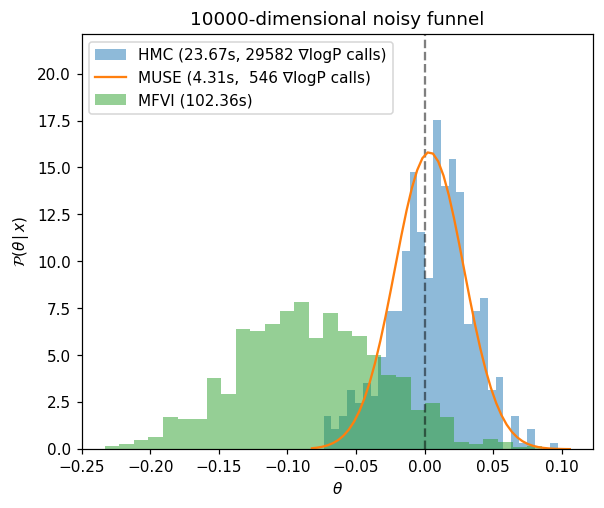 10000-dimensional noisy funnel
HMC (23.67s, 29582 ∇logP calls)
MUSE (4.31s,  546 ∇logP calls)
MFVI (102.36s)
20.0
17.5
15.0
12.5
10.0
7.5
5.0
2.5
0.0
𝒫(θ | x)
−0.25
−0.20
−0.15
−0.10
−0.05
0.00
0.05
0.10
θ